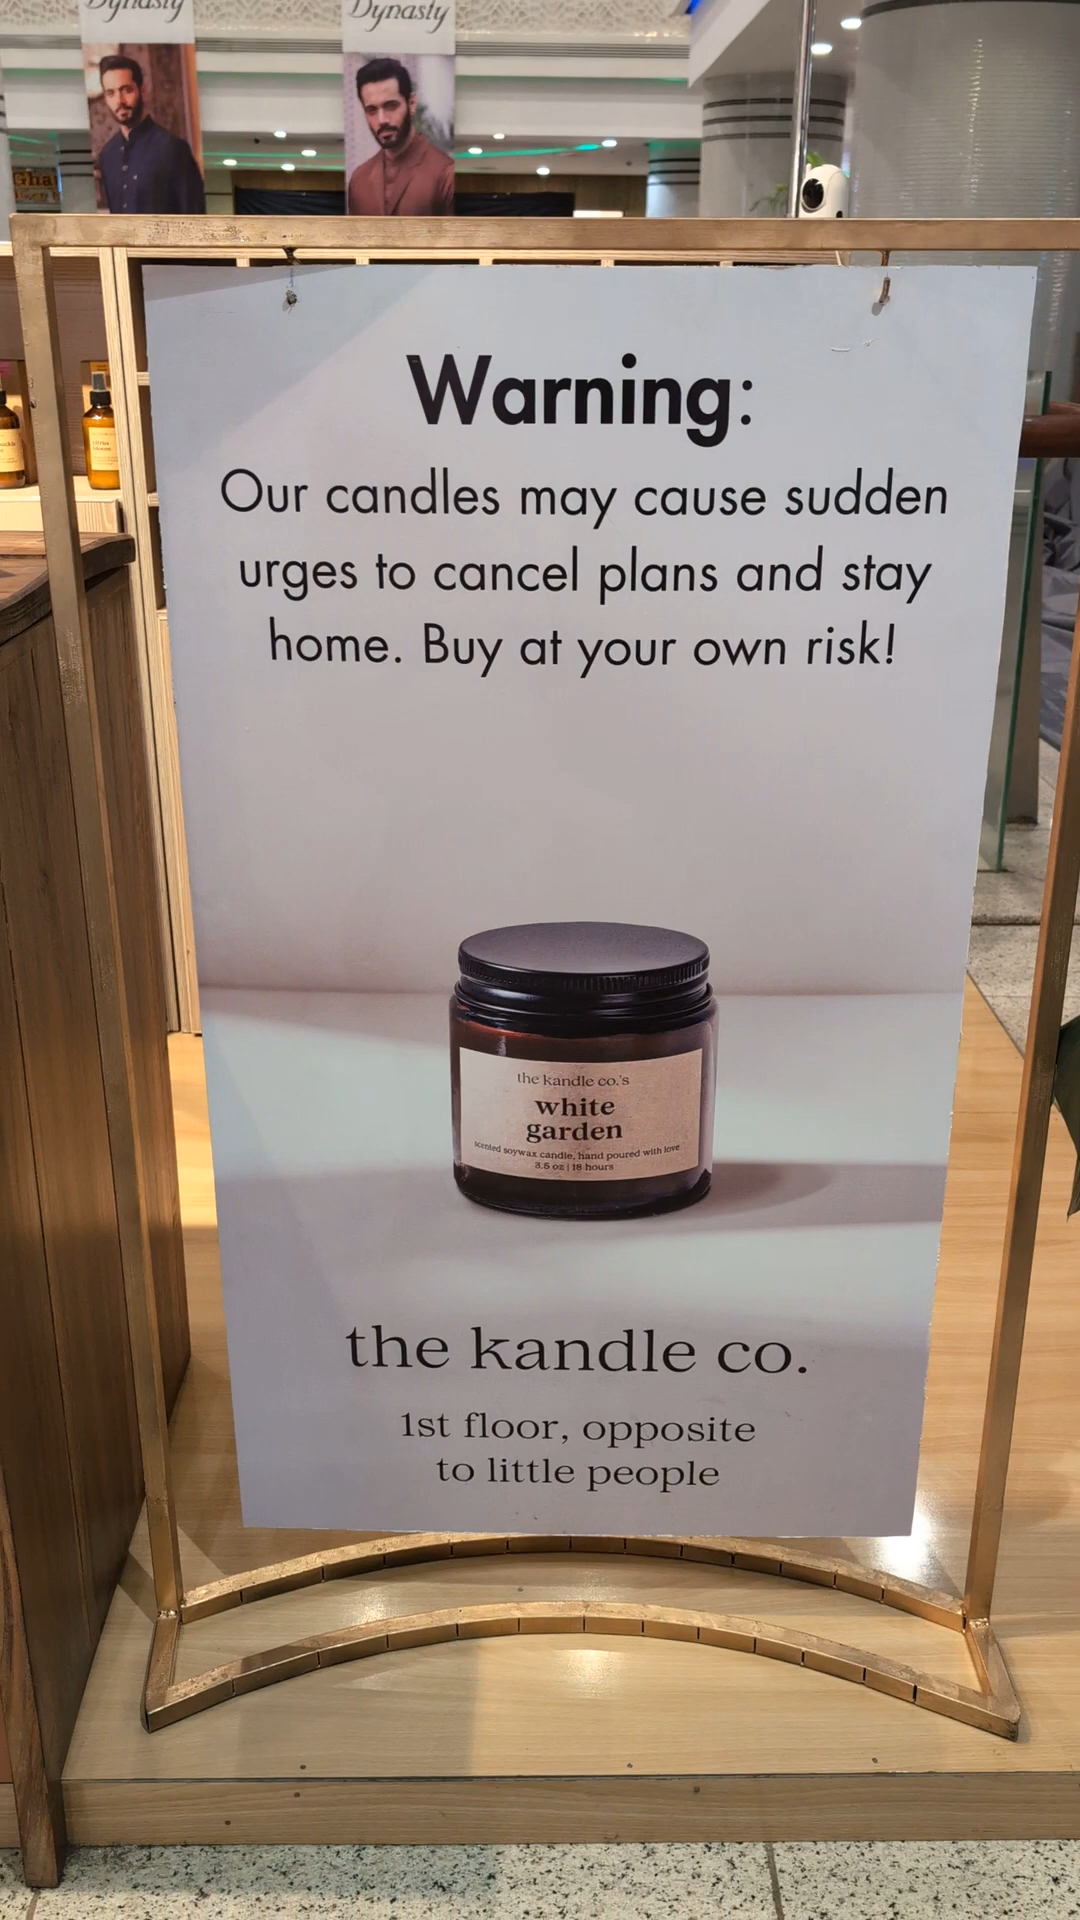 Dynasty
Dynasty
Warning:
Our candles may cause sudden
urges to cancel plans and stay
home. Buy at your own risk!
the kandle co.'s
white
garden
scented soywax candle, hand poured with love
3.5 oz | 18 hours
the kandle co.
1st floor, opposite
to little people